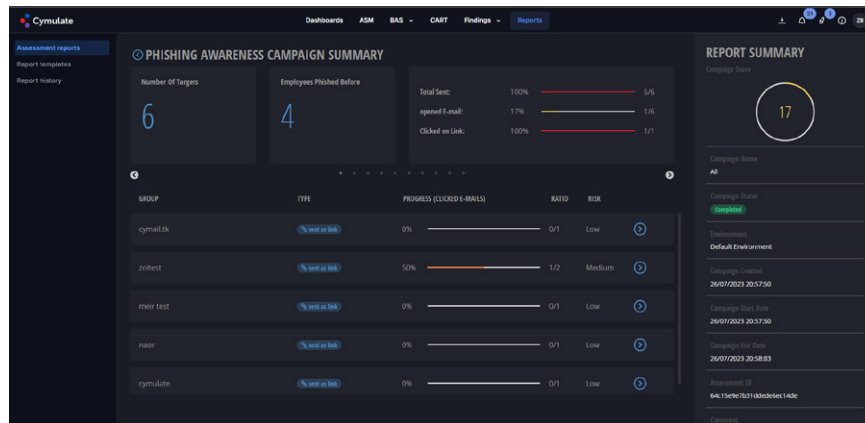 Cymulate
Dashboards ASM BAS CART Findings Reports
ZR
Assessment reports
Report templates
Report history
PHISHING AWARENESS CAMPAIGN SUMMARY
Number Of Targets
6
Employees Phished Before
4
Total Sent: 100% 6/6
opened E-mail: 17% 1/6
Clicked on Link: 100% 1/1
GROUP TYPE PROGRESS (CLICKED E-MAILS) RATIO RISK
cymail.tk sent as link 0% 0/1 Low
zoitest sent as link 50% 1/2 Medium
meir test sent as link 0% 0/1 Low
naor sent as link 0% 0/1 Low
cymulate sent as link 0% 0/1 Low
REPORT SUMMARY
Campaign Score
17
Campaign Name
All
Campaign Status
Completed
Environment
Default Environment
Campaign Created
26/07/2023 20:57:50
Campaign Start Date
26/07/2023 20:57:50
Campaign End Date
26/07/2023 20:58:03
Assessment ID
Comment